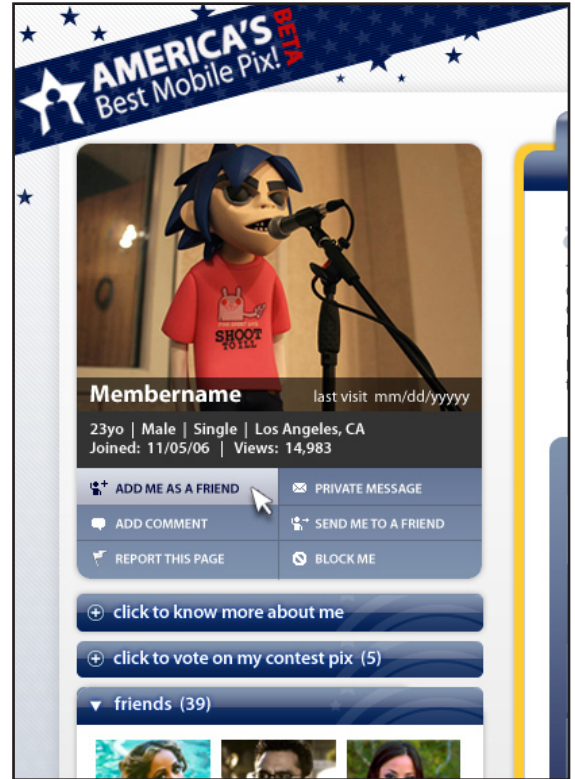 AMERICA'S
BETA
Best Mobile Pix!
SHOOT
TO ILL
Membername
last visit mm/dd/yyyyy
23yo | Male | Single | Los Angeles, CA
Joined: 11/05/06 | Views: 14,983
ADD ME AS A FRIEND
PRIVATE MESSAGE
ADD COMMENT
SEND ME TO A FRIEND
REPORT THIS PAGE
BLOCK ME
click to know more about me
click to vote on my contest pix (5)
friends (39)